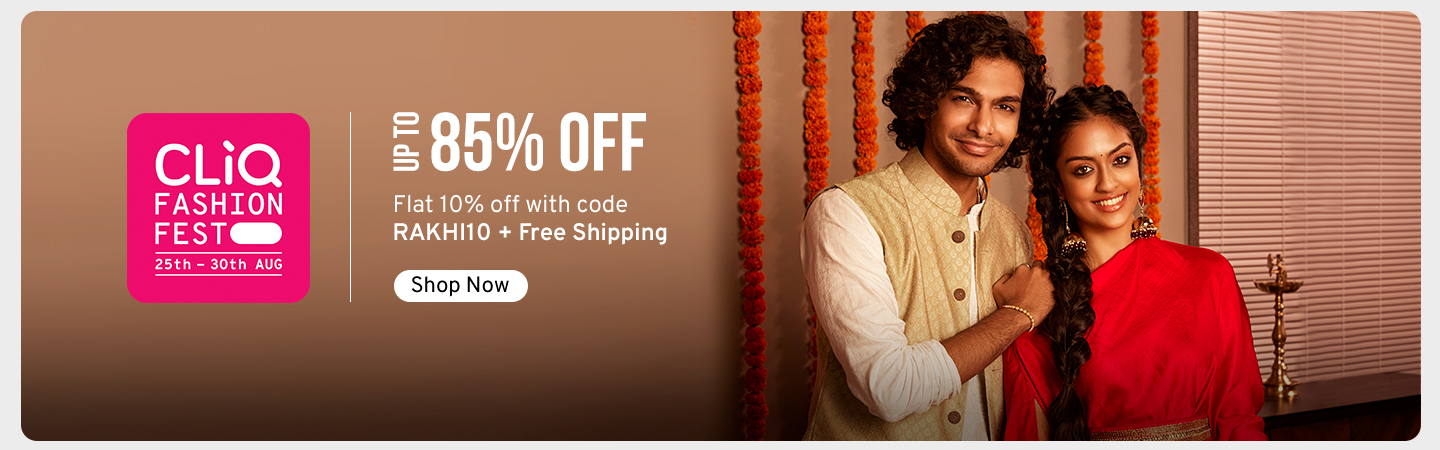 CLiQ
FASHION
FEST
25th – 30th AUG
UP TO
85% OFF
Flat 10% off with code
RAKHI10 + Free Shipping
Shop Now